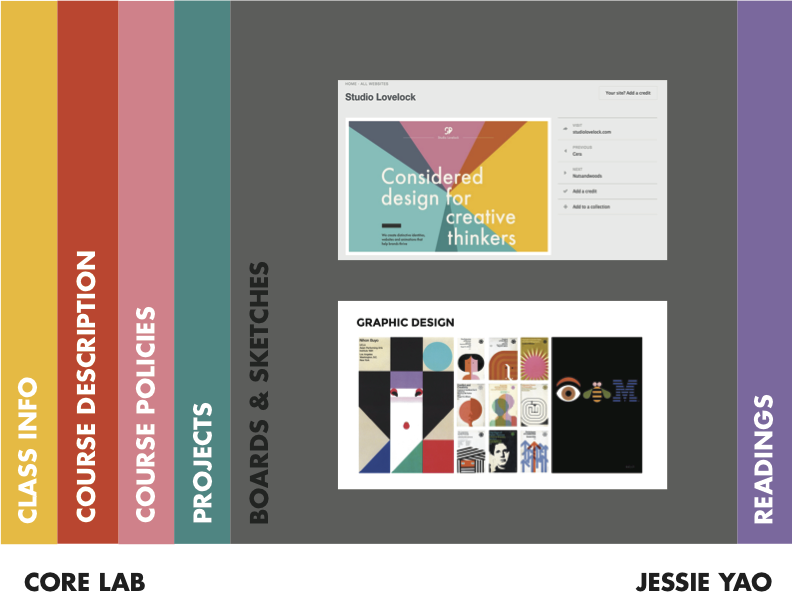 CLASS INFO
COURSE DESCRIPTION
COURSE POLICIES
PROJECTS
BOARDS & SKETCHES
HOME / ALL WEBSITES
Studio Lovelock
Your site? Add a credit
Considered
design for
creative
thinkers
VISIT
studiolovelock.com
PREVIOUS
Cera
NEXT
Add a credit
Add to a collection
GRAPHIC DESIGN
READINGS
CORE LAB
JESSIE YAO